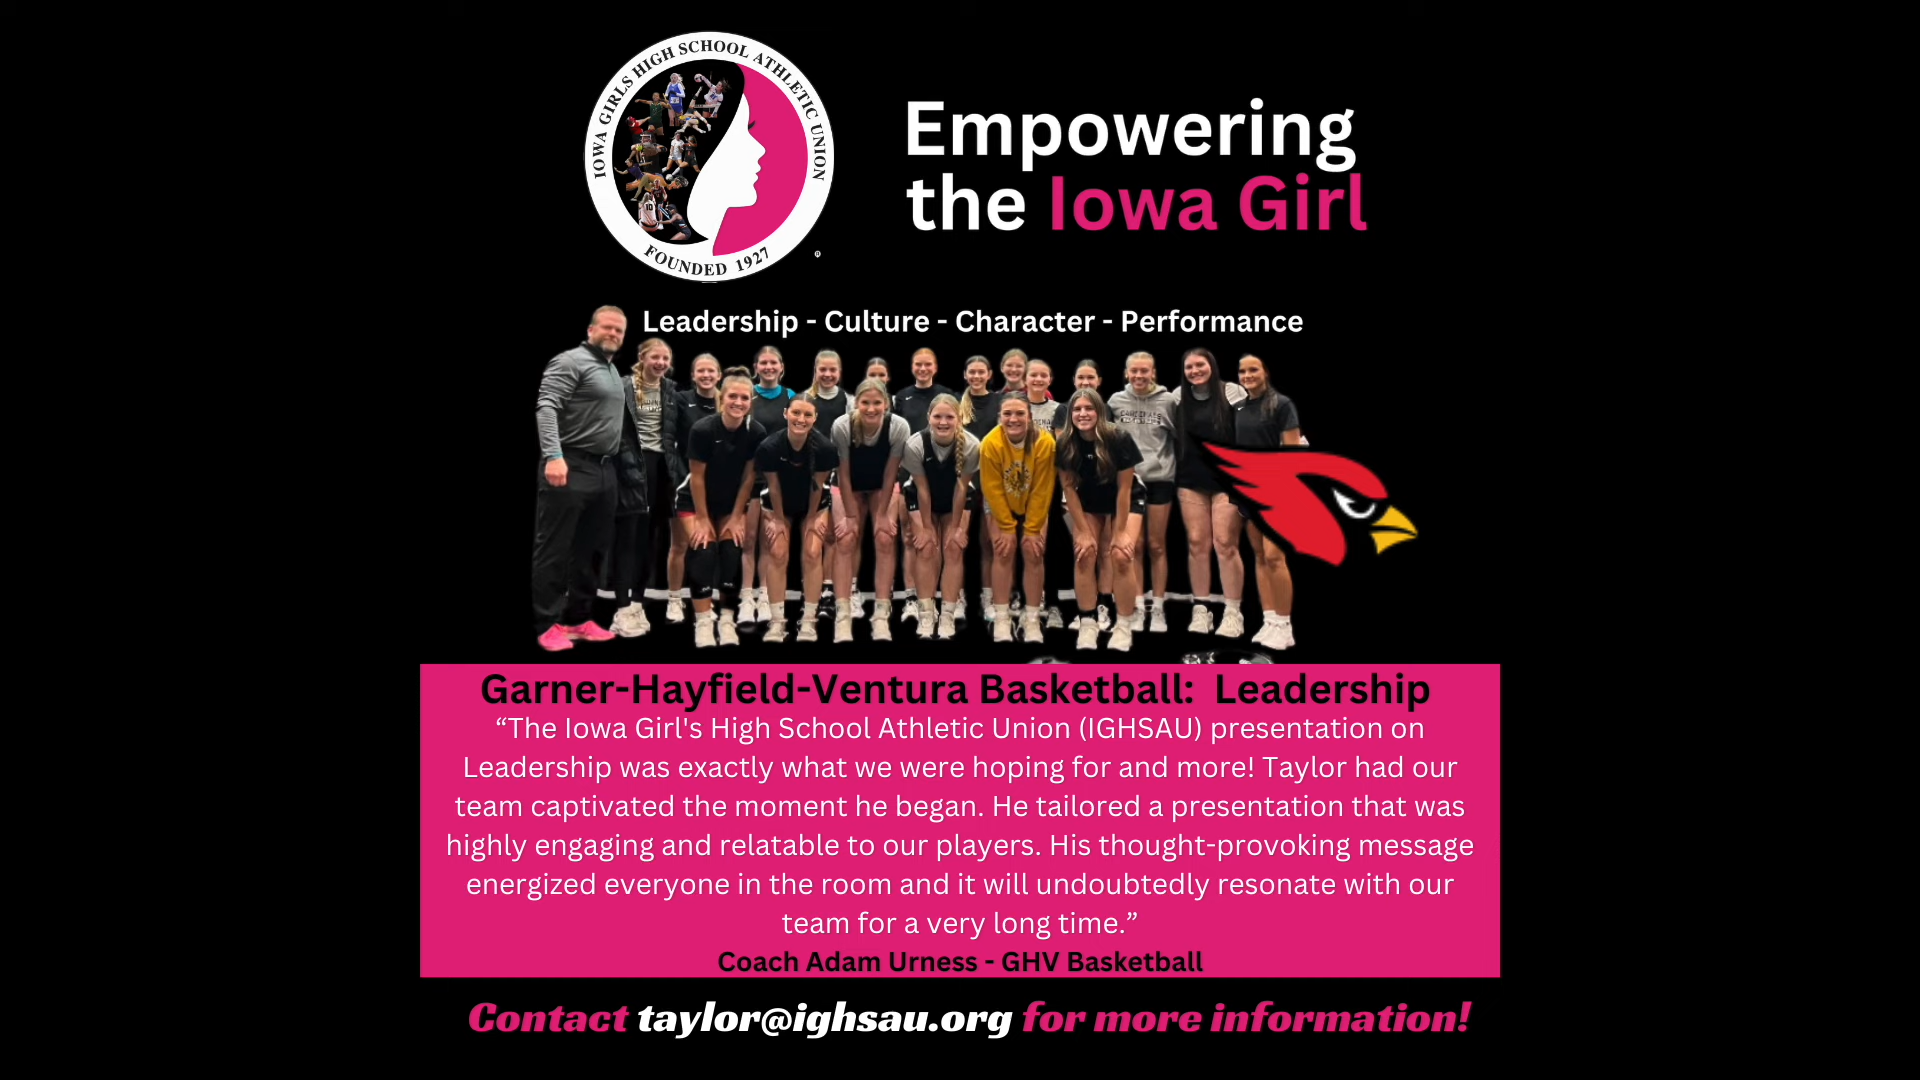 IOWA GIRLS HIGH SCHOOL ATHLETIC UNION
FOUNDED 1927
®
Empowering
the Iowa Girl
Leadership - Culture - Character - Performance
Garner-Hayfield-Ventura Basketball: Leadership
“The Iowa Girl's High School Athletic Union (IGHSAU) presentation on
Leadership was exactly what we were hoping for and more! Taylor had our
team captivated the moment he began. He tailored a presentation that was
highly engaging and relatable to our players. His thought-provoking message
energized everyone in the room and it will undoubtedly resonate with our
team for a very long time.”
Coach Adam Urness - GHV Basketball
Contact taylor@ighsau.org for more information!